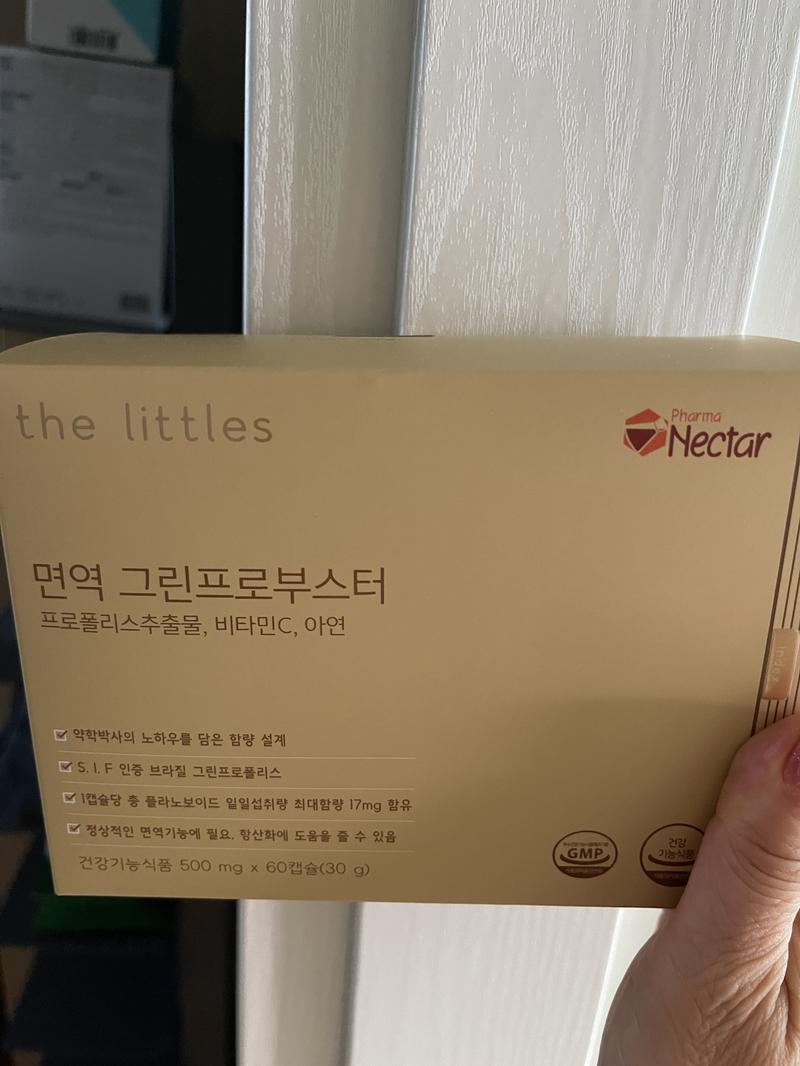 the littles
Pharma
Nectar
면역 그린프로부스터
프로폴리스추출물, 비타민C, 아연
약학박사의 노하우를 담은 함량 설계
S. I. F 인증 브라질 그린프로폴리스
1캡슐당 총 플라노보이드 일일섭취량 최대함량 17mg 함유
정상적인 면역기능에 필요, 항산화에 도움을 줄 수 있음
건강기능식품 500 mg x 60캡슐(30 g)
GMP
건강
기능식품
index